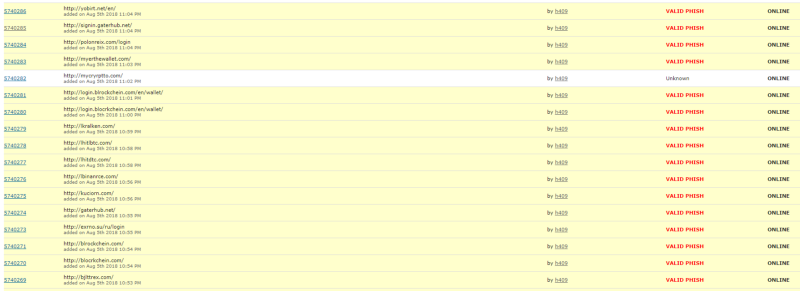 5740286 http://yobirt.net/en/ by h409 VALID PHISH ONLINE
added on Aug 5th 2018 11:04 PM
5740285 http://signin.gaterhub.net/ by h409 VALID PHISH ONLINE
added on Aug 5th 2018 11:04 PM
5740284 http://polonreix.com/login by h409 VALID PHISH ONLINE
added on Aug 5th 2018 11:04 PM
5740283 http://myerthewallet.com/ by h409 VALID PHISH ONLINE
added on Aug 5th 2018 11:03 PM
5740282 http://mycryrptto.com/ by h409 Unknown ONLINE
added on Aug 5th 2018 11:02 PM
5740281 http://login.blrockchein.com/en/wallet/ by h409 VALID PHISH ONLINE
added on Aug 5th 2018 11:01 PM
5740280 http://login.blocrkchein.com/en/wallet/ by h409 VALID PHISH ONLINE
added on Aug 5th 2018 11:00 PM
5740279 http://lkralken.com/ by h409 VALID PHISH ONLINE
added on Aug 5th 2018 10:59 PM
5740278 http://lhitlbtc.com/ by h409 VALID PHISH ONLINE
added on Aug 5th 2018 10:58 PM
5740277 http://lhitdtc.com/ by h409 VALID PHISH ONLINE
added on Aug 5th 2018 10:58 PM
5740276 by h409 VALID PHISH ONLINE
added on Aug 5th 2018 10:56 PM
5740275 http://kuciorn.com/ by h409 VALID PHISH ONLINE
added on Aug 5th 2018 10:56 PM
5740274 http://gaterhub.net/ by h409 VALID PHISH ONLINE
added on Aug 5th 2018 10:55 PM
5740273 http://exmo.su/ru/login by h409 VALID PHISH ONLINE
added on Aug 5th 2018 10:55 PM
5740271 http://blrockchein.com/ by h409 VALID PHISH ONLINE
added on Aug 5th 2018 10:54 PM
5740270 http://blocrkchein.com/ by h409 VALID PHISH ONLINE
added on Aug 5th 2018 10:54 PM
5740269 http://bjttrex.com/ by h409 VALID PHISH ONLINE
added on Aug 5th 2018 10:53 PM